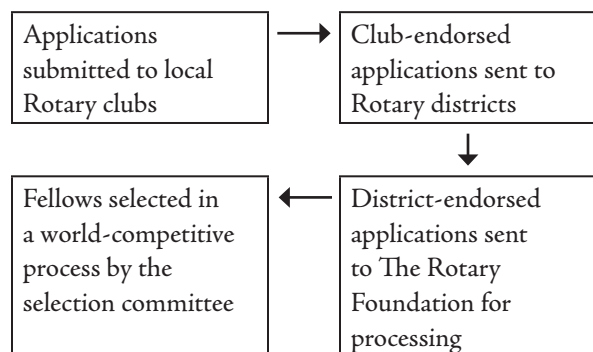 Applications
submitted to local
Rotary clubs
Club-endorsed
applications sent to
Rotary districts
District-endorsed
applications sent
to The Rotary
Foundation for
processing
Fellows selected in
a world-competitive
process by the
selection committee